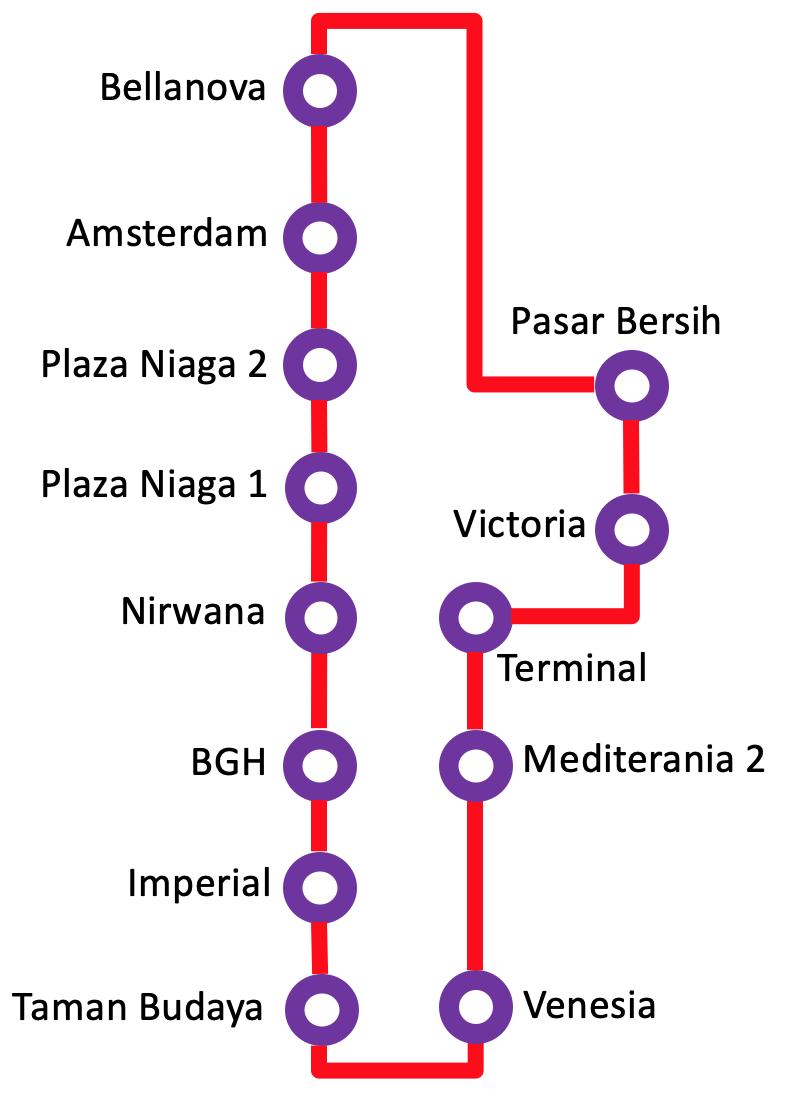 Bellanova
Amsterdam
Pasar Bersih
Plaza Niaga 2
Plaza Niaga 1
Victoria
Nirwana
Terminal
BGH
Mediterania 2
Imperial
Taman Budaya
Venesia